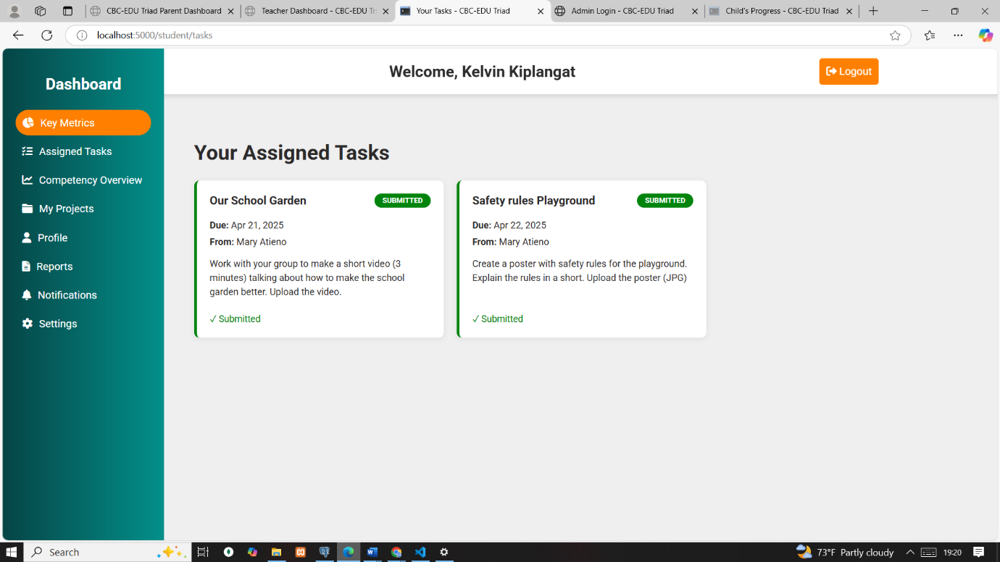 CBC-EDU Triad Parent Dashboard
Teacher Dashboard - CBC-EDU Tr
Your Tasks - CBC-EDU Triad
Admin Login - CBC-EDU Triad
Child's Progress - CBC-EDU Triad
localhost:5000/student/tasks
Dashboard
Key Metrics
Assigned Tasks
Competency Overview
My Projects
Profile
Reports
Notifications
Settings
Welcome, Kelvin Kiplangat
Logout
Your Assigned Tasks
Our School Garden
SUBMITTED
Due: Apr 21, 2025
From: Mary Atieno
Work with your group to make a short video (3
minutes) talking about how to make the school
garden better. Upload the video.
✓ Submitted
Safety rules Playground
SUBMITTED
Due: Apr 22, 2025
From: Mary Atieno
Create a poster with safety rules for the playground.
Explain the rules in a short. Upload the poster (JPG)
✓ Submitted
Search
73°F Partly cloudy
19:20